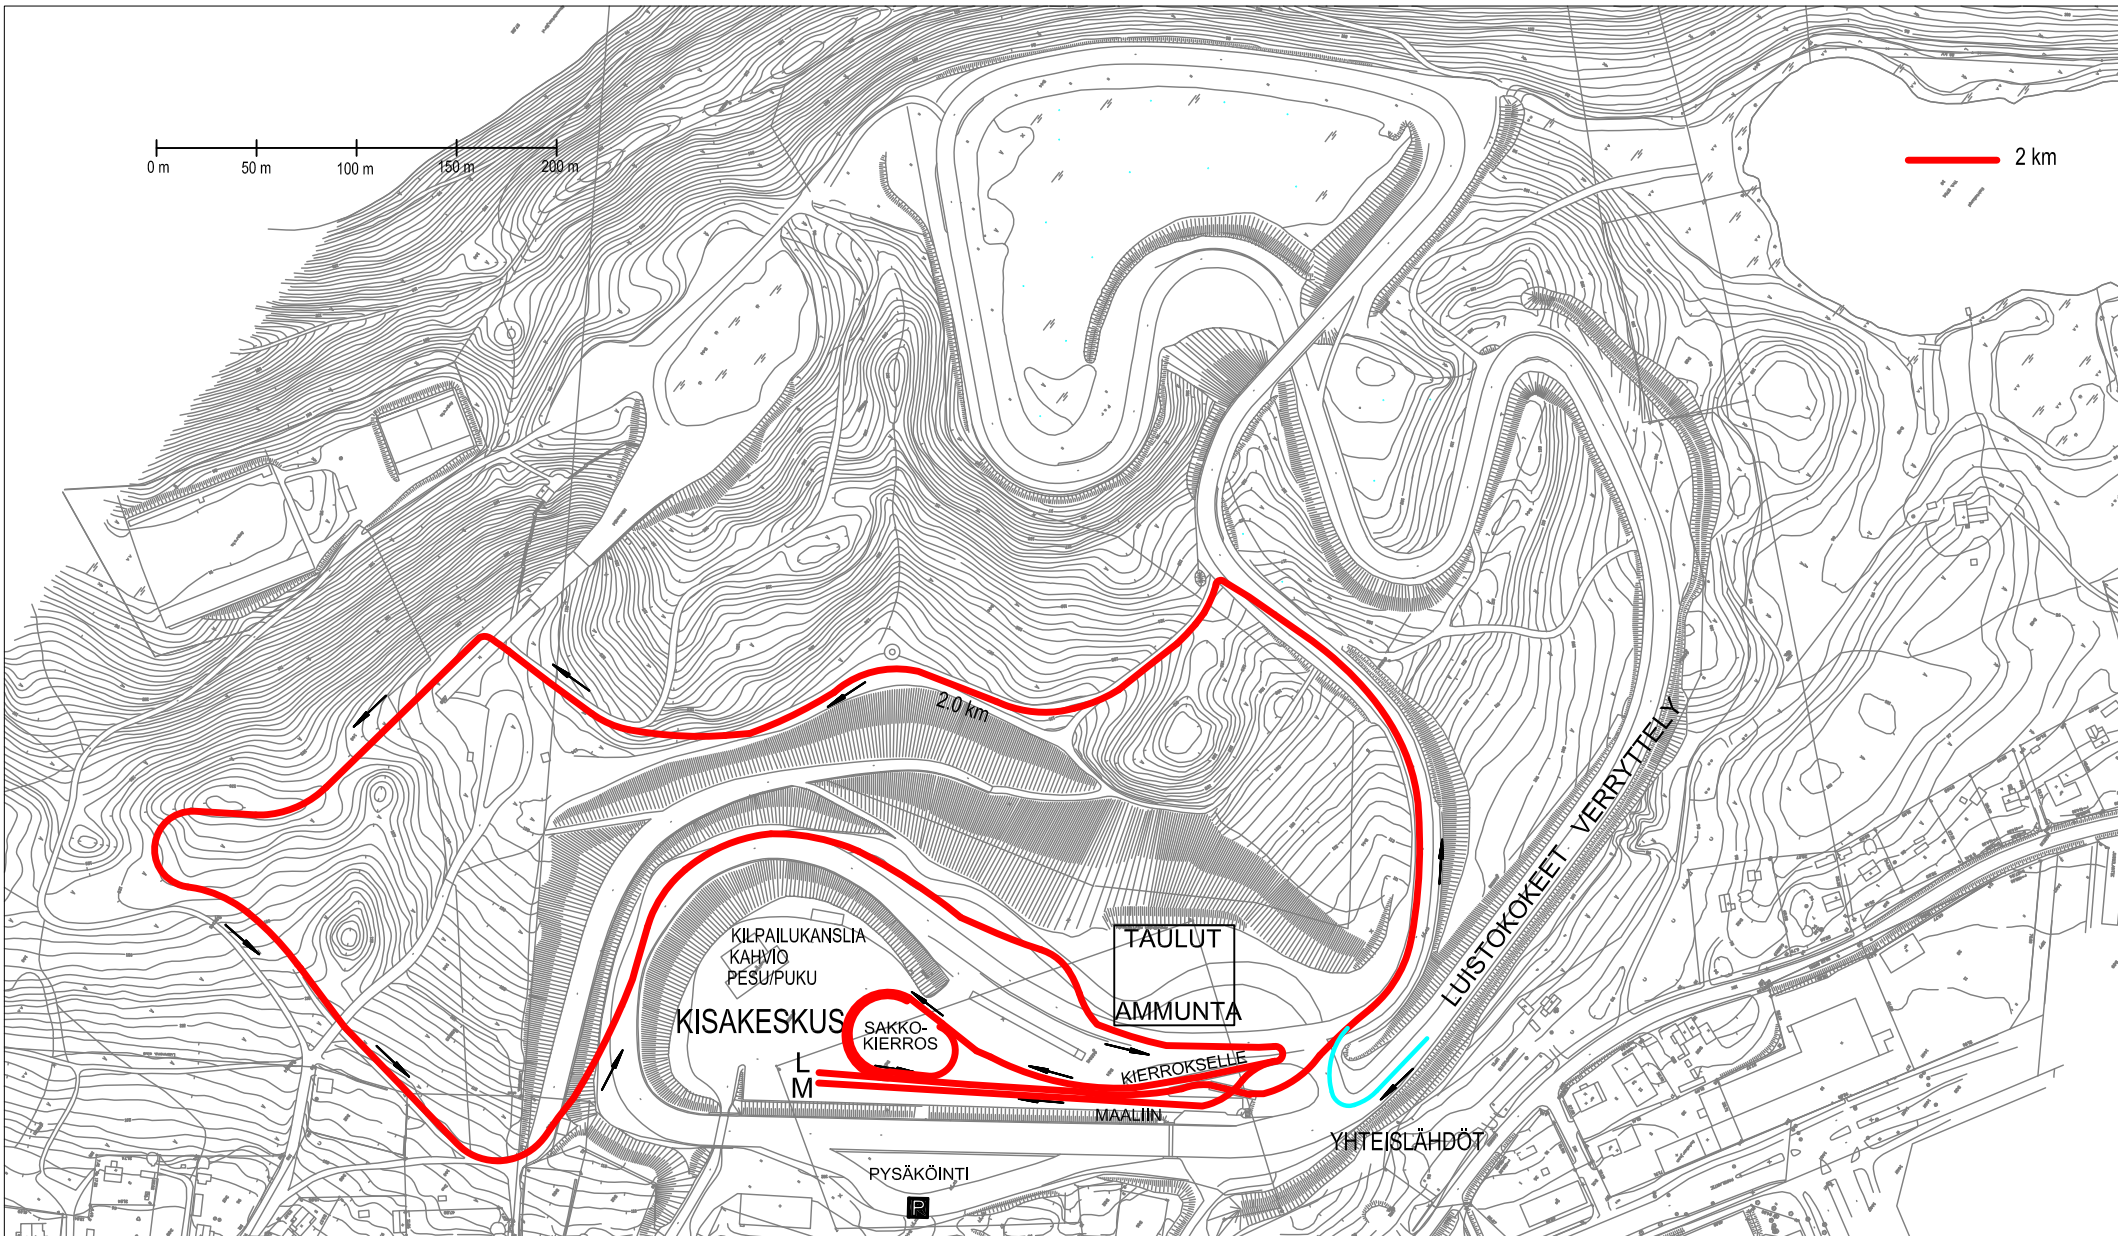 0 m
50 m
100 m
150 m
200 m
2 km
2.0 km
LUISTOKOKEET VERRYTTELY
KILPAILUKANSLIA
KAHVIO
PESU/PUKU
TAULUT
AMMUNTA
KISAKESKUS
SAKKO-
KIERROS
L
M
KIERROKSELLE
MAALIIN
YHTEISLÄHDÖT
PYSÄKÖINTI
P